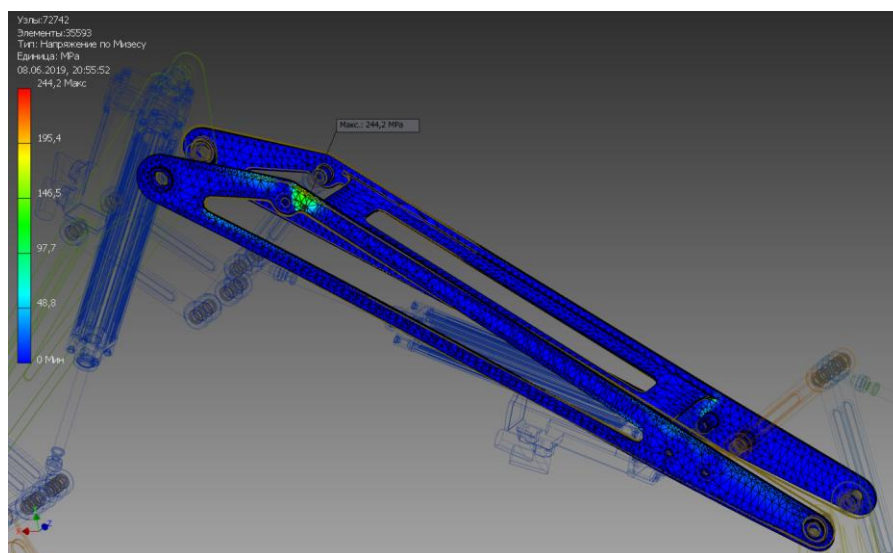 Узлы:72742
Элементы:35593
Тип: Напряжение по Мизесу
Единица: MPa
08.06.2019, 20:55:52
244,2 Макс
Макс.: 244,2 MPa
195,4
146,5
97,7
48,8
0 Мин